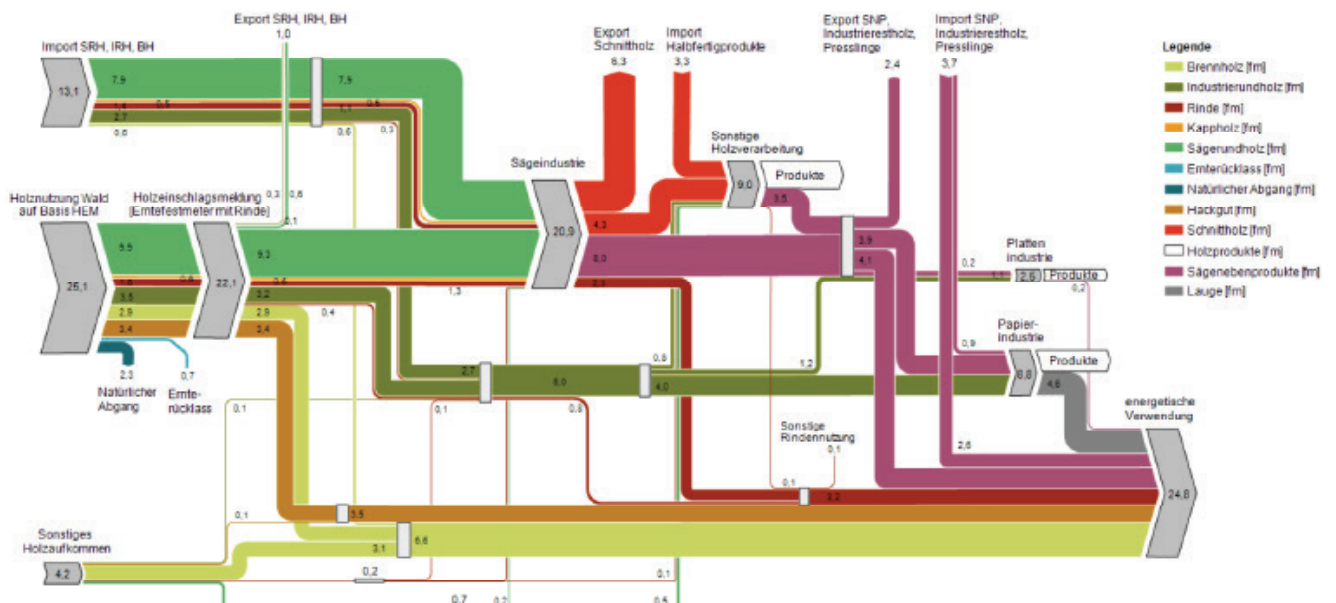 Export SRH, IRH, BH
1,0
Import SRH, IRH, BH
13,1
7,9
0,5
2,7
0,6
7,9
0,6
1,1
0,3
0,6
Export
Schnittholz
6,3
Import
Halbfertigprodukte
3,3
Export SNP,
Industrierestholz,
Presslinge
2,4
Import SNP,
Industrierestholz,
Presslinge
3,7
Legende
Brennholz [fm]
Industrierundholz [fm]
Rinde [fm]
Kappholz [fm]
Sägerundholz [fm]
Ernterücklass [fm]
Natürlicher Abgang [fm]
Hackgut [fm]
Schnittholz [fm]
Holzprodukte [fm]
Sägenebenprodukte [fm]
Lauge [fm]
Holznutzung Wald
auf Basis HEM
25,1
9,9
0,6
3,5
2,9
3,4
2,3
Natürlicher
Abgang
0,7
Ernte-
rücklass
Holzeinschlagsmeldung
[Erntefestmeter mit Rinde]
22,1
0,3
0,6
0,1
9,3
0,6
3,2
2,9
0,4
3,4
1,3
Sägeindustrie
20,9
4,3
8,0
Sonstige
Holzverarbeitung
9,0
Produkte
3,5
3,9
4,1
0,2
1,1
Platten
industrie
2,6
Produkte
0,2
2,7
6,0
0,8
4,0
1,2
0,9
Papier-
industrie
8,8
Produkte
4,6
energetische
Verwendung
24,8
2,6
0,1
0,1
0,8
Sonstige
Rindennutzung
0,1
0,1
3,2
0,1
3,5
6,6
Sonstiges
Holzaufkommen
4,2
3,1
0,2
0,1
0,7
0,2
0,5